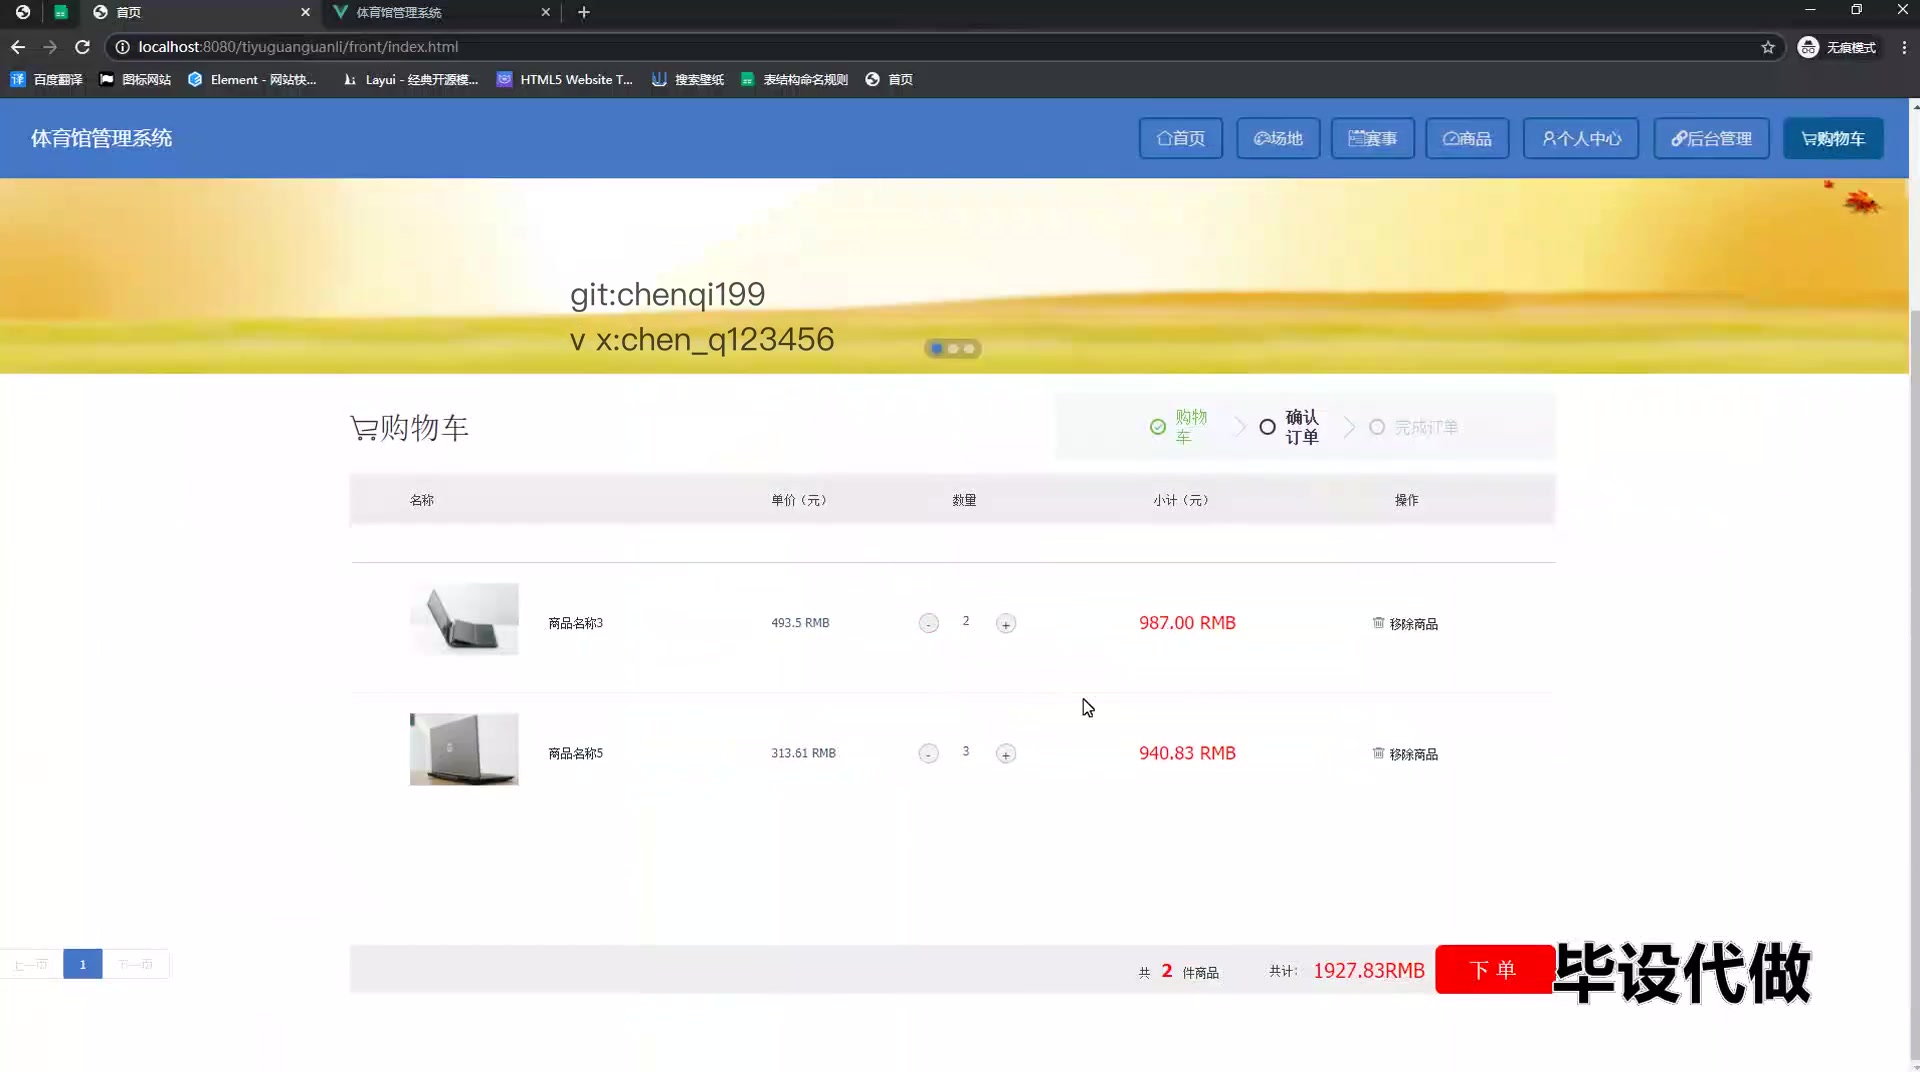 首页
体育馆管理系统
localhost:8080/tiyuguanguanli/front/index.html
无痕模式
百度翻译
图标网站
Element - 网站快...
Layui - 经典开源模...
HTML5 Website T...
搜索壁纸
表结构命名规则
首页
体育馆管理系统
首页
场地
赛事
商品
个人中心
后台管理
购物车
git:chenqi199
v x:chen_q123456
购物车
购物
车
确认
订单
完成订单
名称
单价（元）
数量
小计（元）
操作
商品名称3
493.5 RMB
-
2
+
987.00 RMB
移除商品
商品名称5
313.61 RMB
-
3
+
940.83 RMB
移除商品
上一页
1
下一页
共 2 件商品
共计： 1927.83RMB
下 单
毕设代做